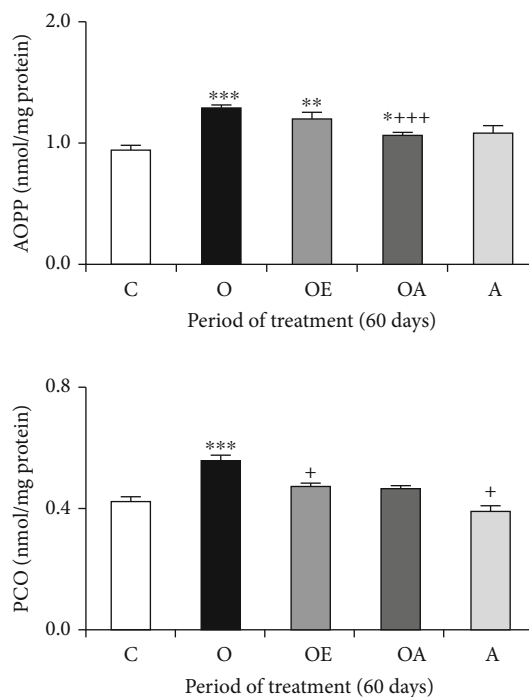 AOPP (nmol/mg protein)
2.0
1.0
0.0
***
**
*+++
C O OE OA A
Period of treatment (60 days)
PCO (nmol/mg protein)
0.8
0.4
0.0
***
+
+
C O OE OA A
Period of treatment (60 days)